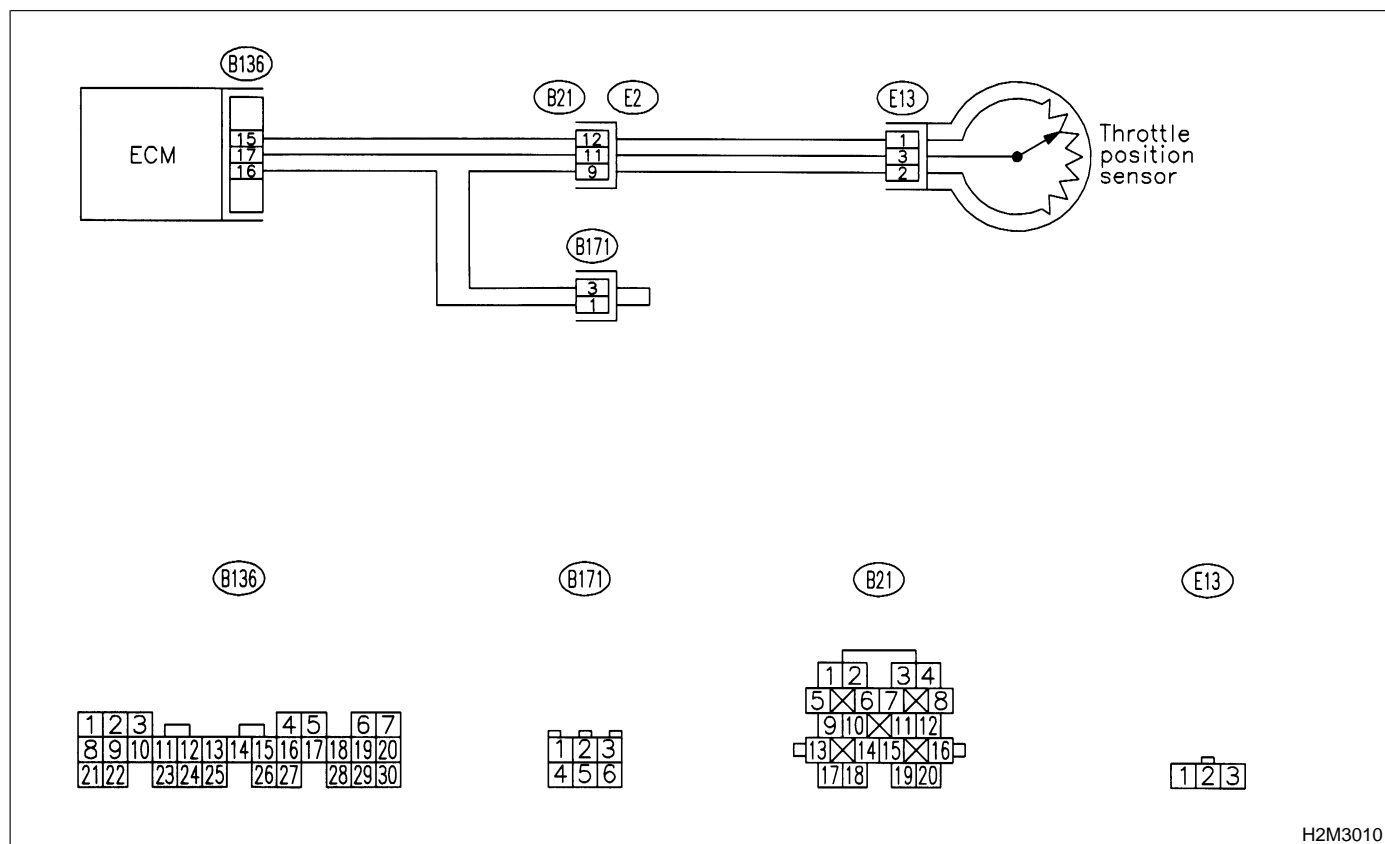 B136
B21 E2 E13
ECM
15 12 1
17 11 3
16 9 2
Throttle
position
sensor
B171
3
1
B136 B171 B21 E13
1 2 3 4 5 6 7
8 9 10 11 12 13 14 15 16 17 18 19 20
21 22 23 24 25 26 27 28 29 30
1 2 3
4 5 6
1 2 3 4
5 6 7 8
9 10 11 12
13 14 15 16
17 18 19 20
1 2 3
H2M3010